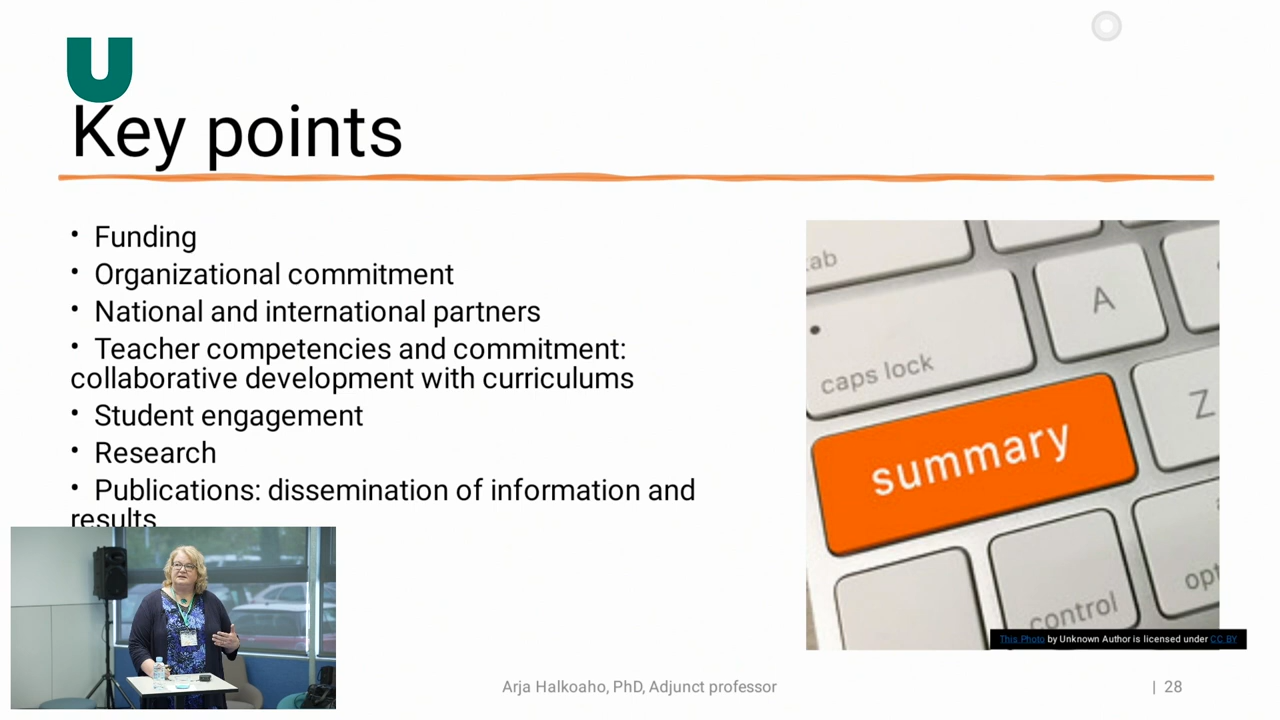 U
Key points
• Funding
• Organizational commitment
• National and international partners
• Teacher competencies and commitment:
collaborative development with curriculums
• Student engagement
• Research
• Publications: dissemination of information and
results
tab
A
caps lock
Z
summary
control
opt
This Photo by Unknown Author is licensed under CC BY
Arja Halkoaho, PhD, Adjunct professor
| 28